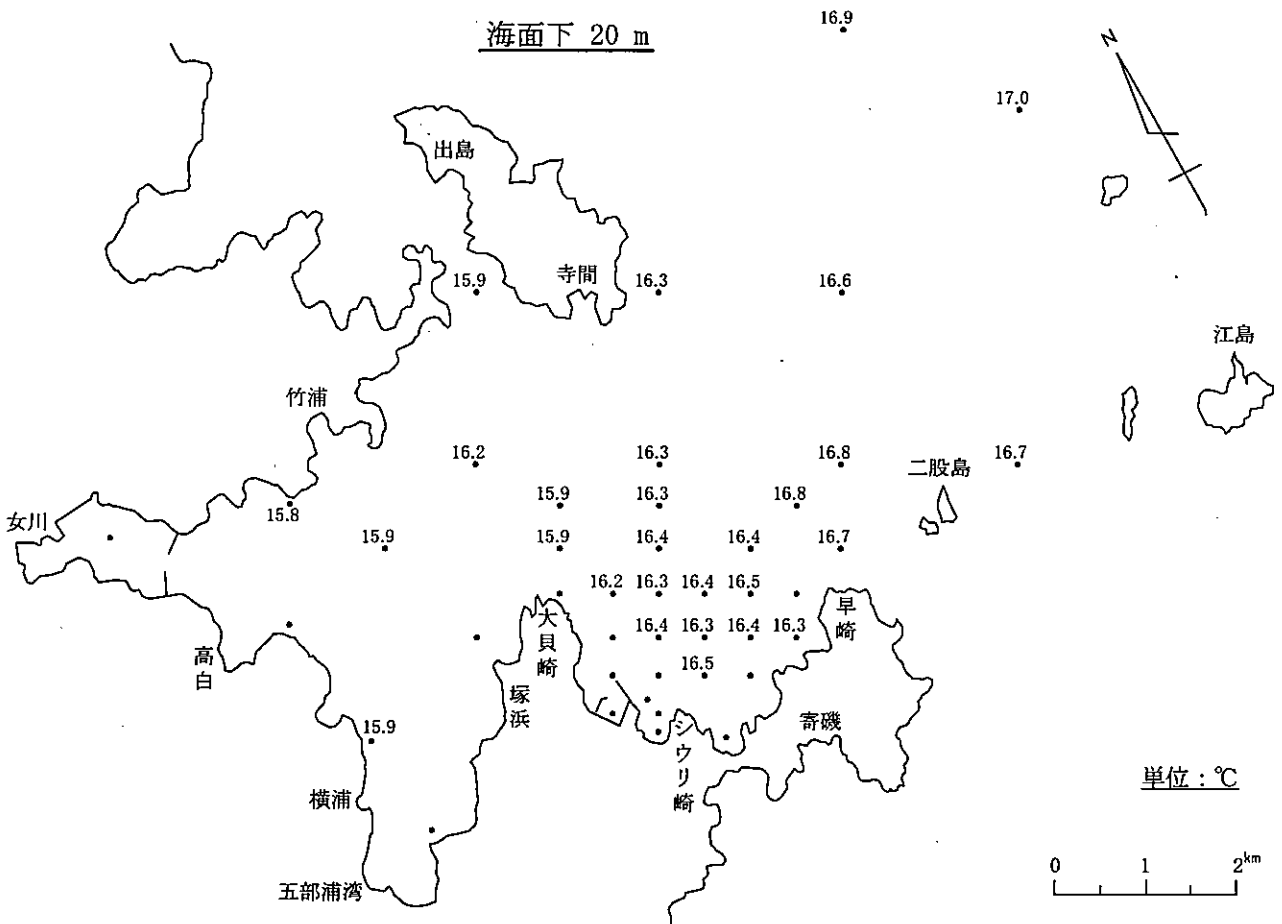 海面下 20 m
16.9
N
17.0
出島
寺間
15.9
16.3
16.6
江島
竹浦
16.2
16.3
16.8
二股島
16.7
15.9
16.3
16.8
女川
15.8
15.9
15.9
16.4
16.4
16.7
16.2
16.3
16.4
16.5
大貝崎
早崎
16.4
16.3
16.4
16.3
高白
16.5
塚浜
シウリ崎
寄磯
15.9
横浦
単位：℃
五部浦湾
0 1 2km